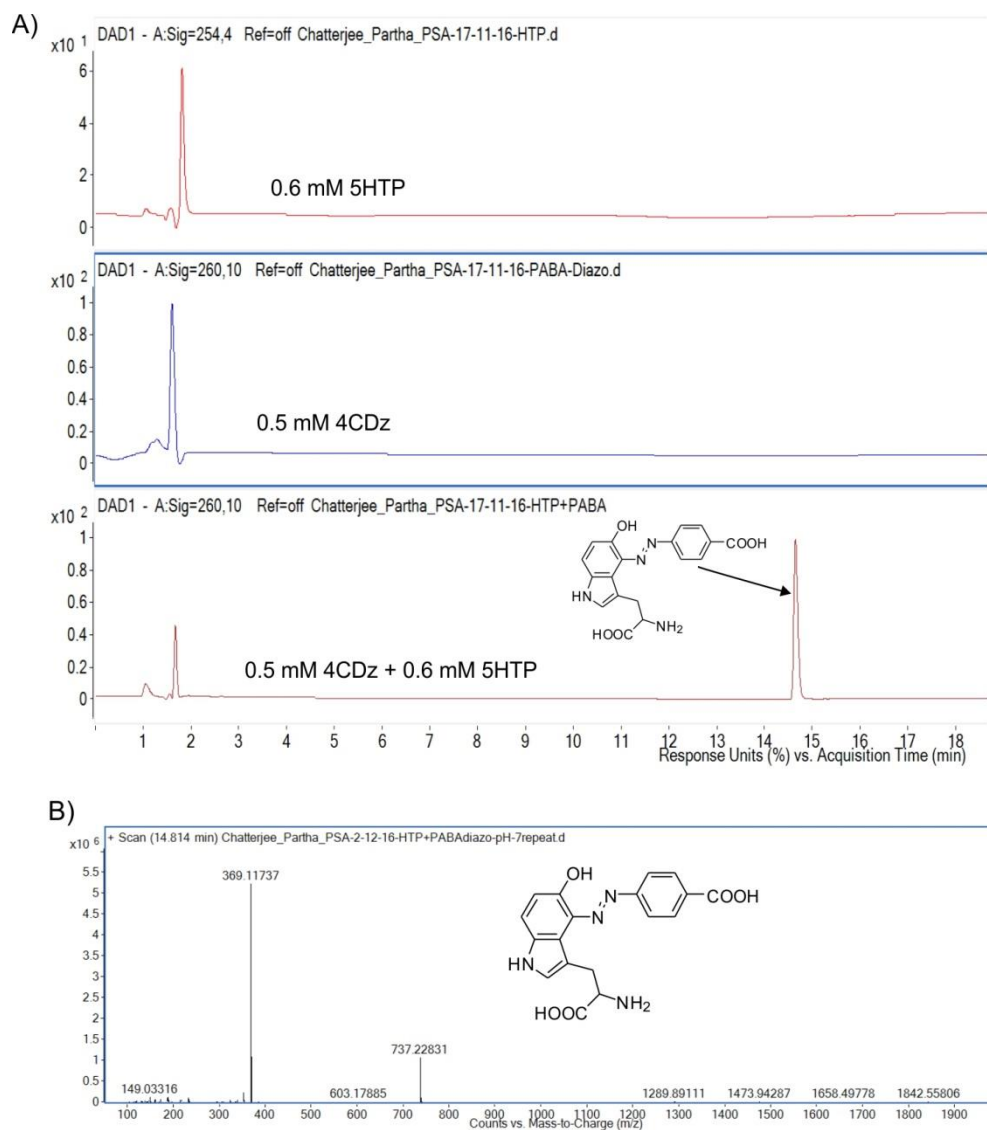 A)
DAD1 - A:Sig=254,4 Ref=off Chatterjee_Partha_PSA-17-11-16-HTP.d
x10 1
6
4
2
0
0.6 mM 5HTP
DAD1 - A:Sig=260,10 Ref=off Chatterjee_Partha_PSA-17-11-16-PABA-Diazo.d
x10 2
1
0.8
0.6
0.4
0.2
0
0.5 mM 4CDz
DAD1 - A:Sig=260,10 Ref=off Chatterjee_Partha_PSA-17-11-16-HTP+PABA
x10 2
1
0.8
0.6
0.4
0.2
0
OH
N
N
COOH
HN
HOOC
NH2
0.5 mM 4CDz + 0.6 mM 5HTP
1 2 3 4 5 6 7 8 9 10 11 12 13 14 15 16 17 18
Response Units (%) vs. Acquisition Time (min)
B)
+ Scan (14.814 min) Chatterjee_Partha_PSA-2-12-16-HTP+PABAdiazo-pH-7repeat.d
x10 6
5.5
5
4.5
4
3.5
3
2.5
2
1.5
1
0.5
0
369.11737
737.22831
149.03316
603.17885
1289.89111
1473.94287
1658.49778
1842.55806
OH
N
N
COOH
HN
HOOC
NH2
100 200 300 400 500 600 700 800 900 1000 1100 1200 1300 1400 1500 1600 1700 1800 1900
Counts vs. Mass-to-Charge (m/z)